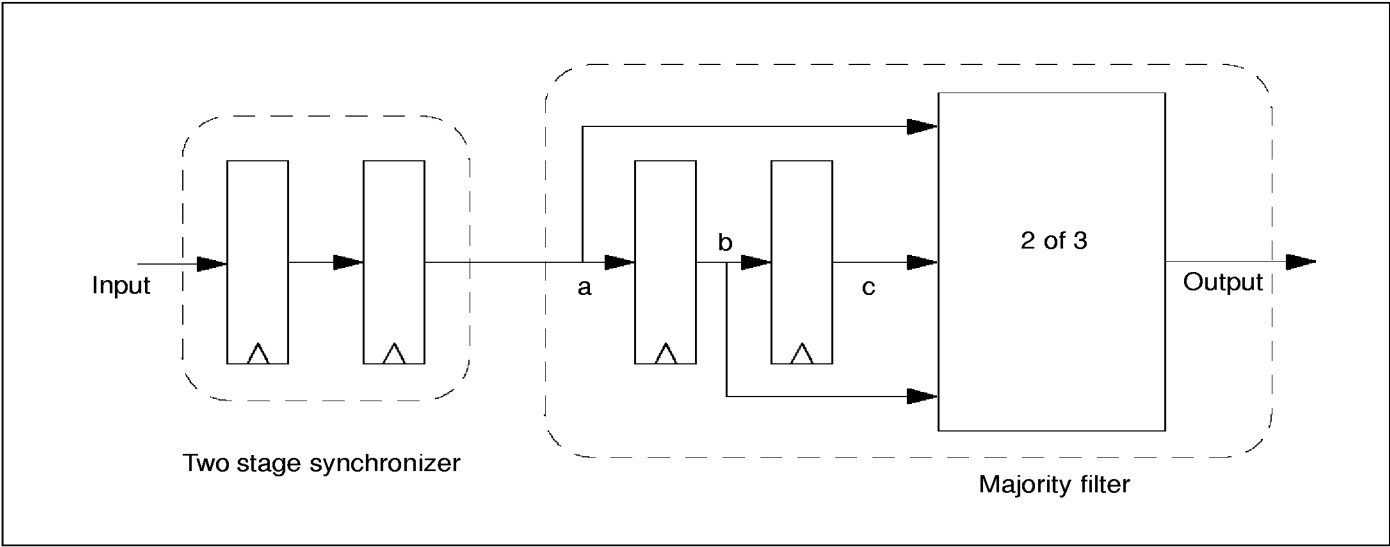 b
2 of 3
Input
a
c
Output
Two stage synchronizer
Majority filter